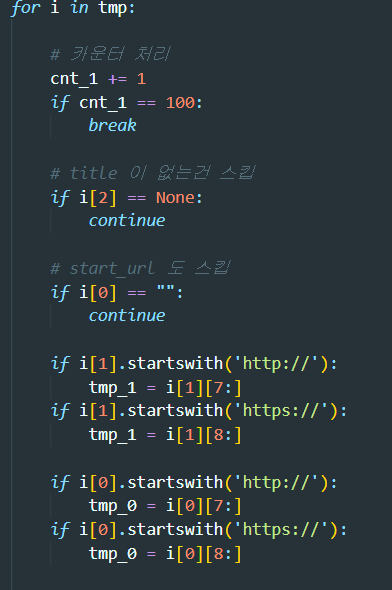 for i in tmp:
# 카운터 처리
cnt_1 += 1
if cnt_1 == 100:
break
# title 이 없는건 스킵
if i[2] == None:
continue
# start_url 도 스킵
if i[0] == "":
continue
if i[1].startswith('http://'):
tmp_1 = i[1][7:]
if i[1].startswith('https://'):
tmp_1 = i[1][8:]
if i[0].startswith('http://'):
tmp_0 = i[0][7:]
if i[0].startswith('https://'):
tmp_0 = i[0][8:]